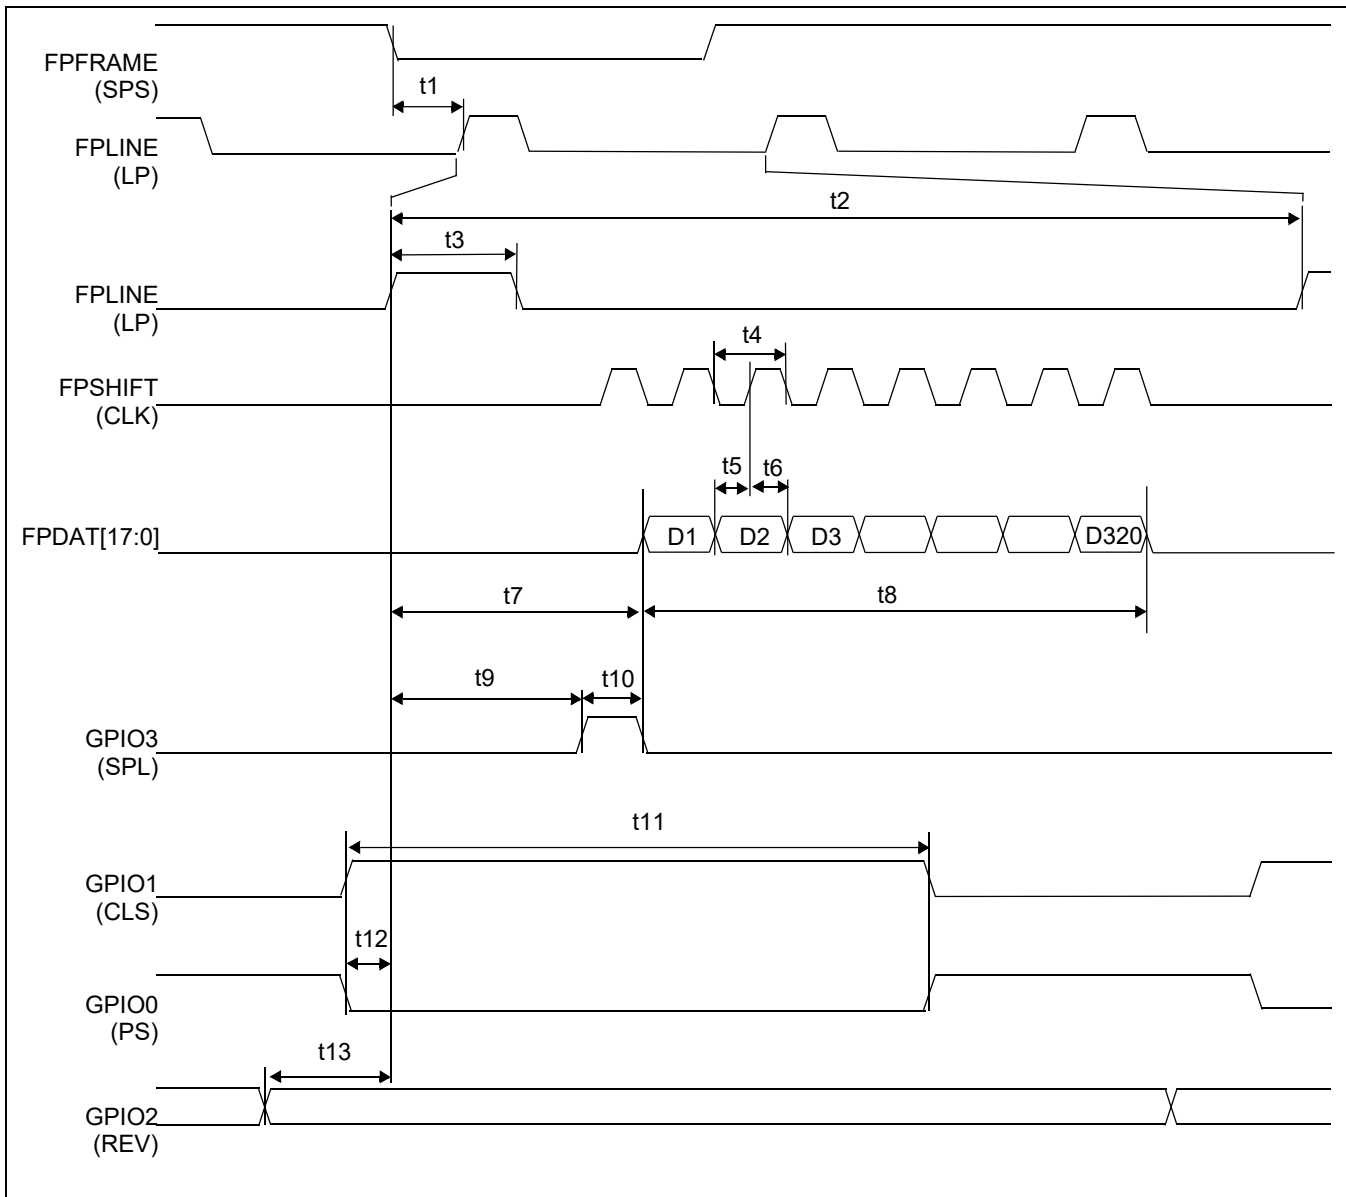 FPFRAME
(SPS)
t1
FPLINE
(LP)
t2
t3
FPLINE
(LP)
t4
FPSHIFT
(CLK)
t5
t6
FPDAT[17:0]
D1
D2
D3
D320
t7
t8
t9
t10
GPIO3
(SPL)
t11
GPIO1
(CLS)
t12
GPIO0
(PS)
t13
GPIO2
(REV)